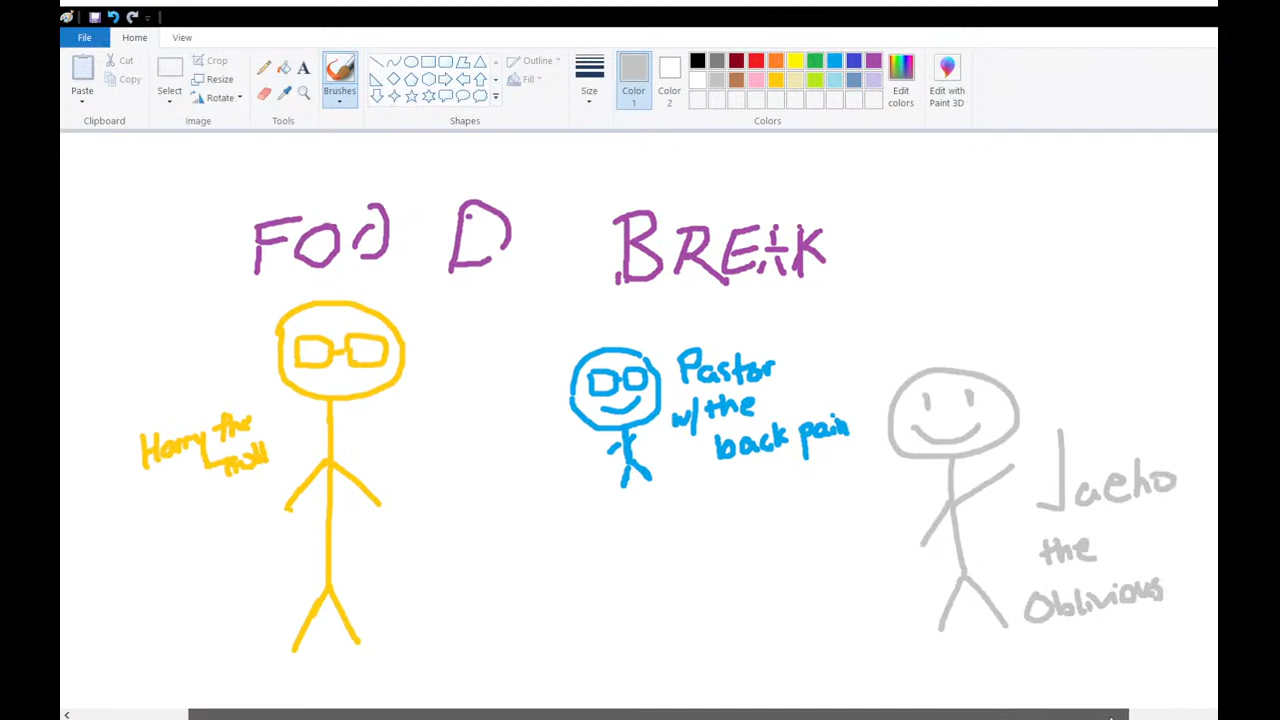 File
Home
View
Cut
Copy
Paste
Clipboard
Crop
Resize
Rotate
Select
Image
Tools
Brushes
Outline
Fill
Shapes
Size
Color
1
Color
2
Edit
colors
Edit with
Paint 3D
Colors
FOO D BREAK
Harry the
Troll
Pastor
w/ the
back pain
Jaeho
the
Oblivious